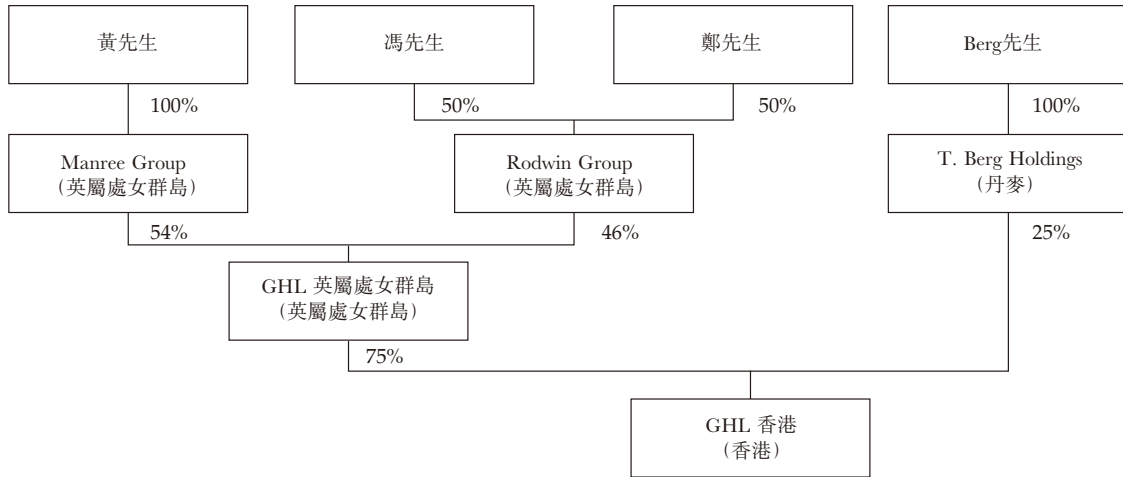 黃先生
馮先生
鄭先生
Berg先生
100%
50%
50%
100%
Manree Group
(英屬處女群島)
Rodwin Group
(英屬處女群島)
T. Berg Holdings
(丹麥)
54%
46%
25%
GHL 英屬處女群島
(英屬處女群島)
75%
GHL 香港
(香港)